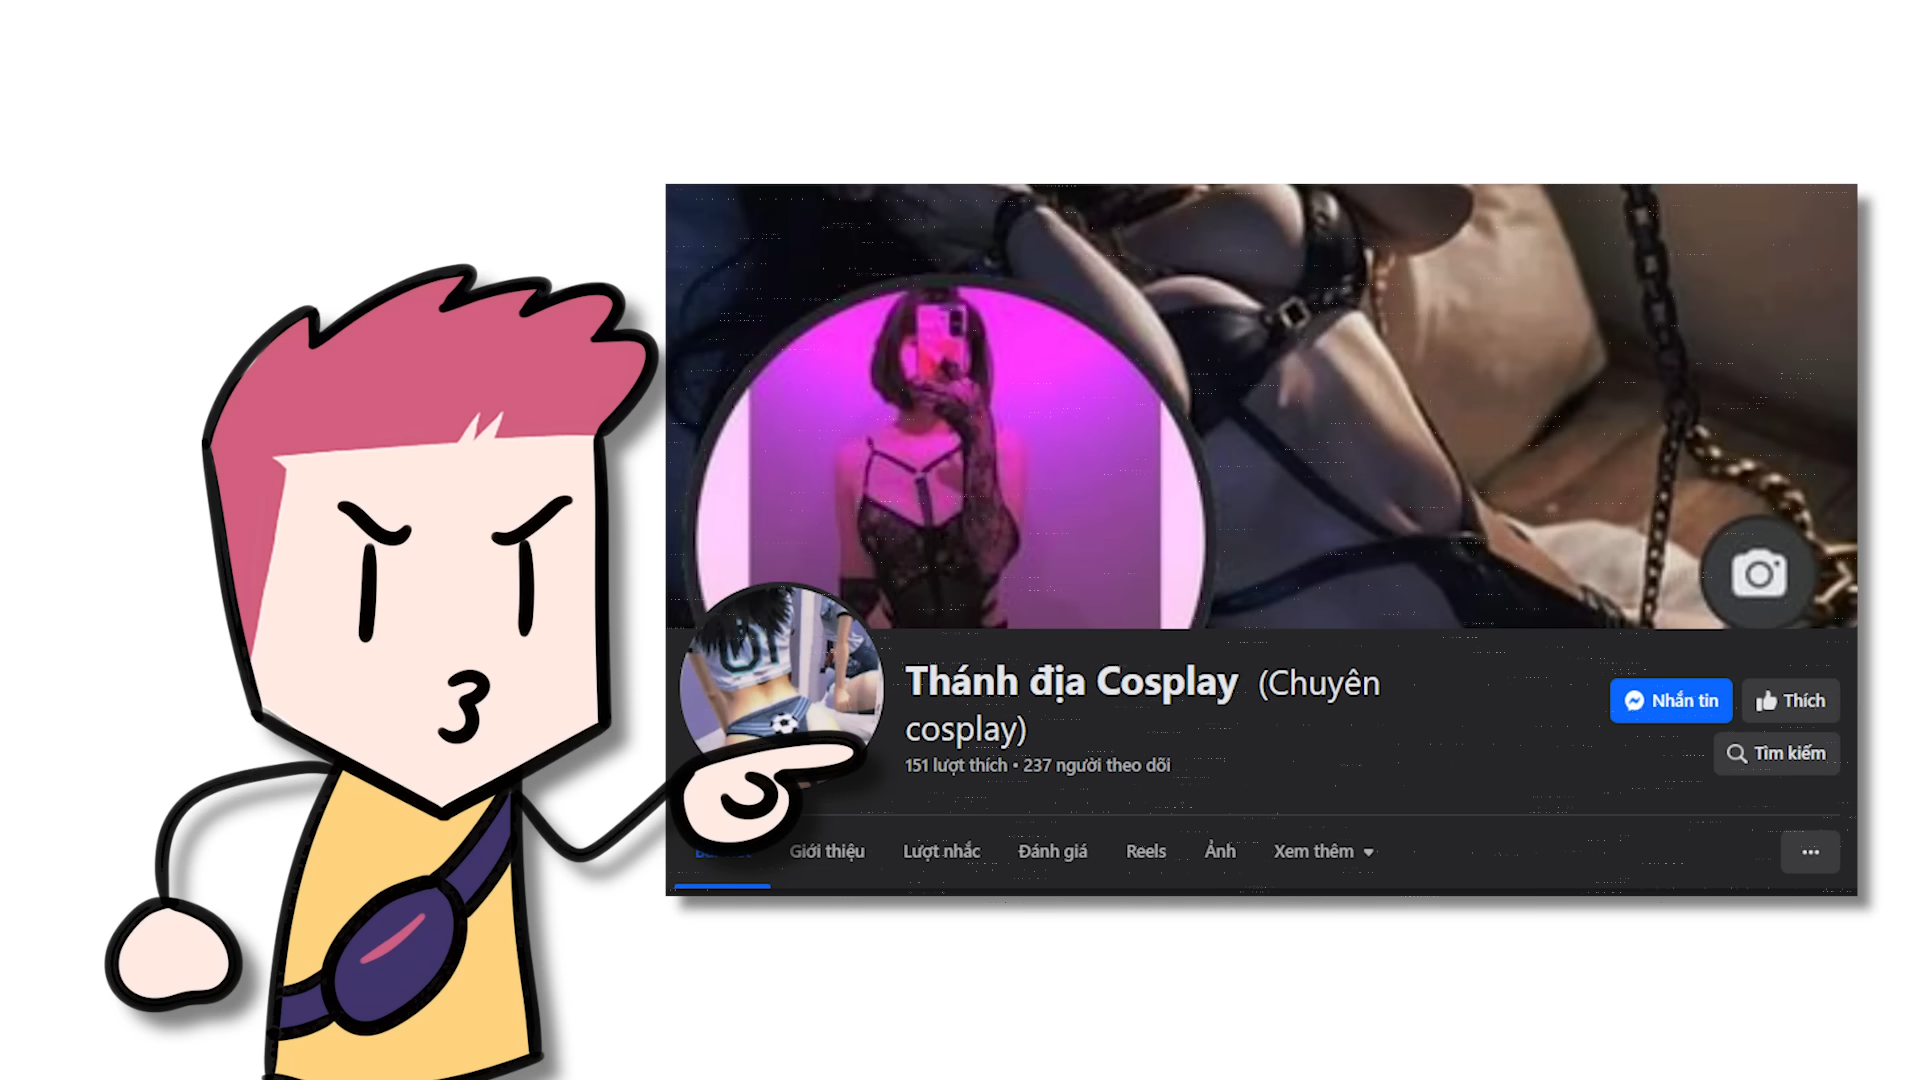 Thánh địa Cosplay (Chuyên
cosplay)
151 lượt thích • 237 người theo dõi
Nhắn tin
Thích
Tìm kiếm
Giới thiệu
Lượt nhắc
Đánh giá
Reels
Ảnh
Xem thêm